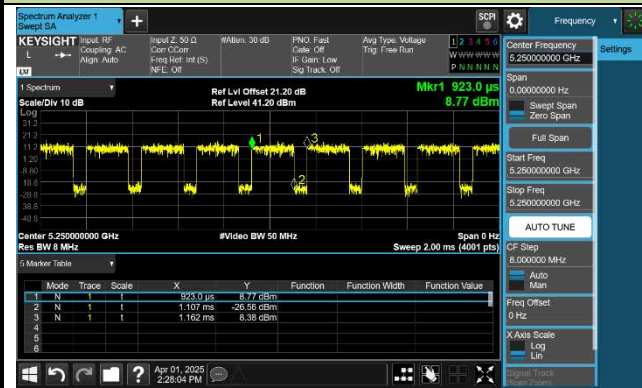 Spectrum Analyzer 1
Swept SA
SCPI
Frequency
KEYSIGHT
Input: RF
Coupling: AC
Align: Auto
Input Z: 50 Ω
Corr CCorr
Freq Ref: Int (S)
NFE: Off
#Atten: 30 dB
PNO: Fast
Gate: Off
IF Gain: Low
Sig Track: Off
Avg Type: Voltage
Trig: Free Run
1 2 3 4 5 6
W W W W W W
P N N N N N
L
LXI
1 Spectrum
Scale/Div 10 dB
Log
Ref Lvl Offset 21.20 dB
Ref Level 41.20 dBm
Mkr1 923.0 µs
8.77 dBm
31.2
21.2
11.2
1.20
-8.80
-18.8
-28.8
-38.8
-48.8
1
2
3
Center 5.250000000 GHz
Res BW 8 MHz
#Video BW 50 MHz
Span 0 Hz
Sweep 2.00 ms (4001 pts)
5 Marker Table
Mode Trace Scale X Y Function Function Width Function Value
1 N 1 t 923.0 µs 8.77 dBm
2 N 1 t 1.107 ms -26.56 dBm
3 N 1 t 1.162 ms 8.38 dBm
4
5
6
Apr 01, 2025
2:28:04 PM
Center Frequency
5.250000000 GHz
Settings
Span
0.00000000 Hz
Swept Span
Zero Span
Full Span
Start Freq
5.250000000 GHz
Stop Freq
5.250000000 GHz
AUTO TUNE
CF Step
8.000000 MHz
Auto
Man
Freq Offset
0 Hz
X Axis Scale
Log
Lin
Signal Track
(Span Zoom)